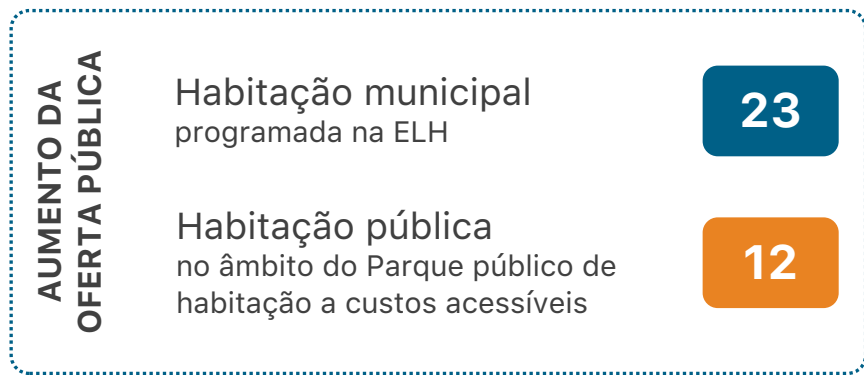 AUMENTO DA
OFERTA PÚBLICA
Habitação municipal
programada na ELH
23
Habitação pública
no âmbito do Parque público de
habitação a custos acessíveis
12